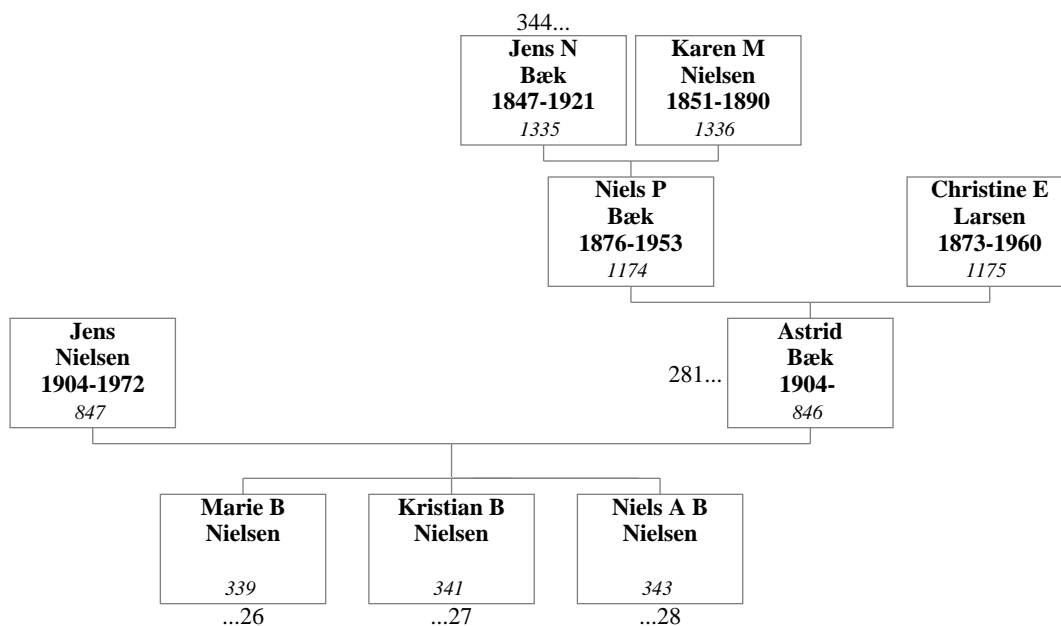 344...
Jens N
Bæk
1847-1921
1335
Karen M
Nielsen
1851-1890
1336
Niels P
Bæk
1876-1953
1174
Christine E
Larsen
1873-1960
1175
Jens
Nielsen
1904-1972
847
281...
Astrid
Bæk
1904-
846
Marie B
Nielsen
339
...26
Kristian B
Nielsen
341
...27
Niels A B
Nielsen
343
...28